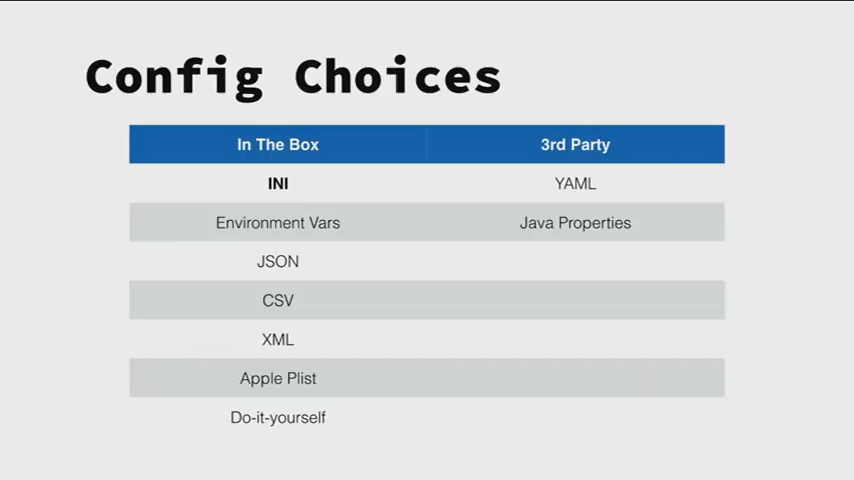 Config Choices
In The Box 3rd Party
INI YAML
Environment Vars Java Properties
JSON
CSV
XML
Apple Plist
Do-it-yourself